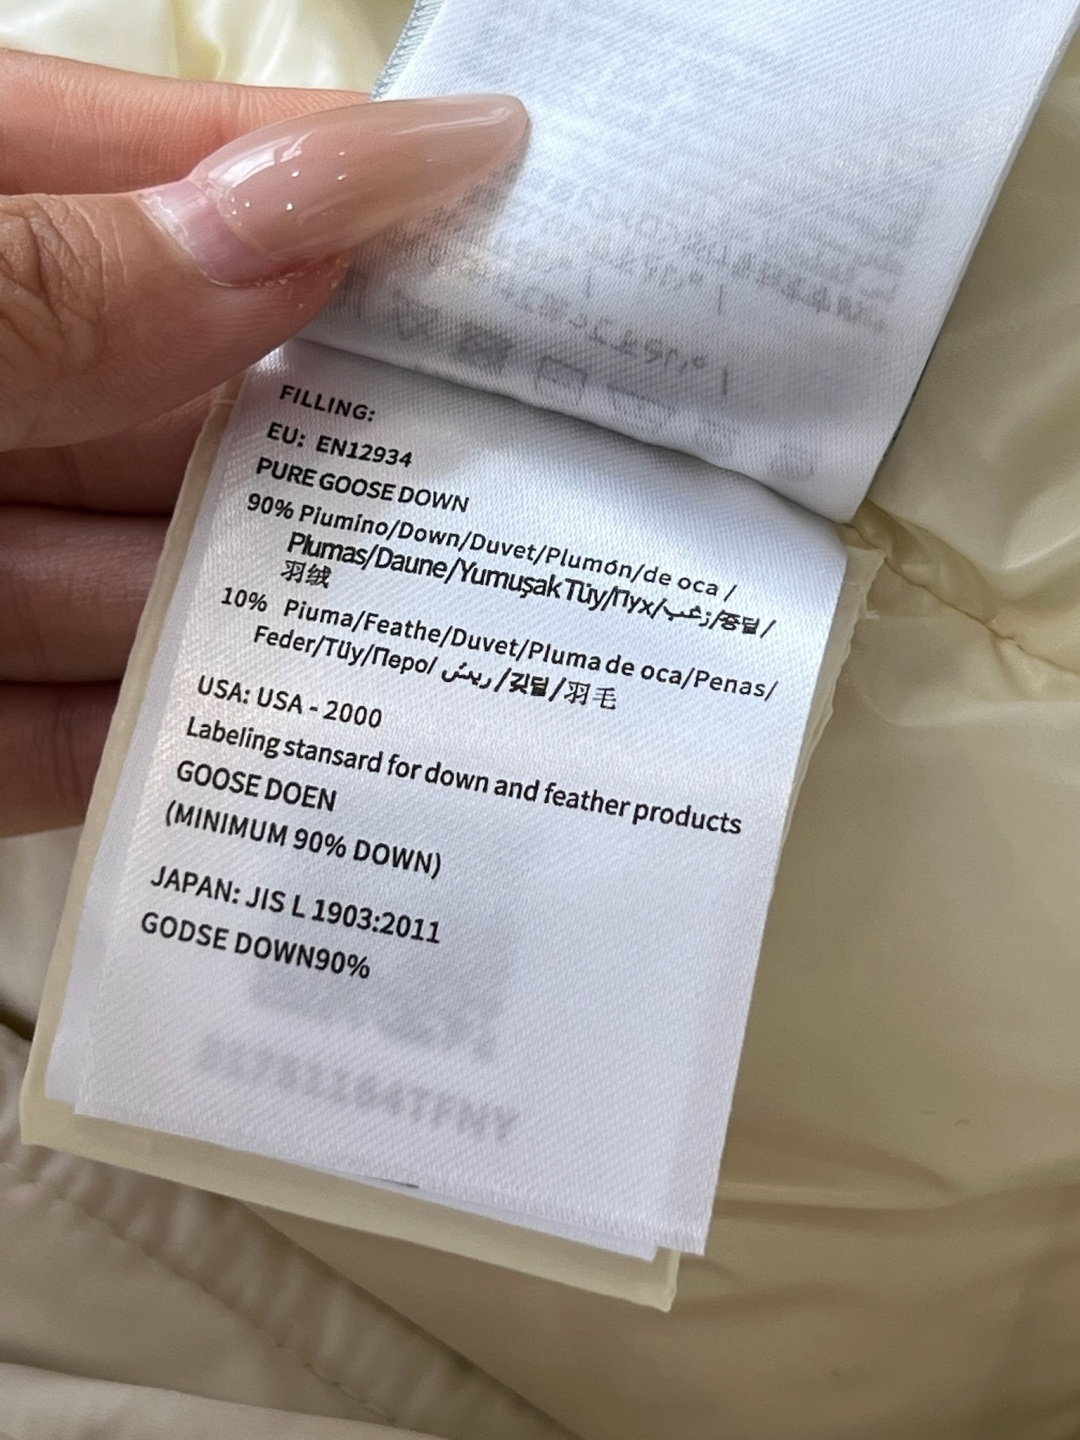 FILLING:
EU: EN12934
PURE GOOSE DOWN
90% Piumino/Down/Duvet/Plumón/de oca /
Plumas/Daune/Yumuşak Tüy/Пух/زغب/중털/
羽绒
10% Piuma/Feathe/Duvet/Pluma de oca/Penas/
Feder/Tüy/Перо/ ريش /깃털/羽毛
USA: USA - 2000
Labeling stansard for down and feather products
GOOSE DOEN
(MINIMUM 90% DOWN)
JAPAN: JIS L 1903:2011
GODSE DOWN90%